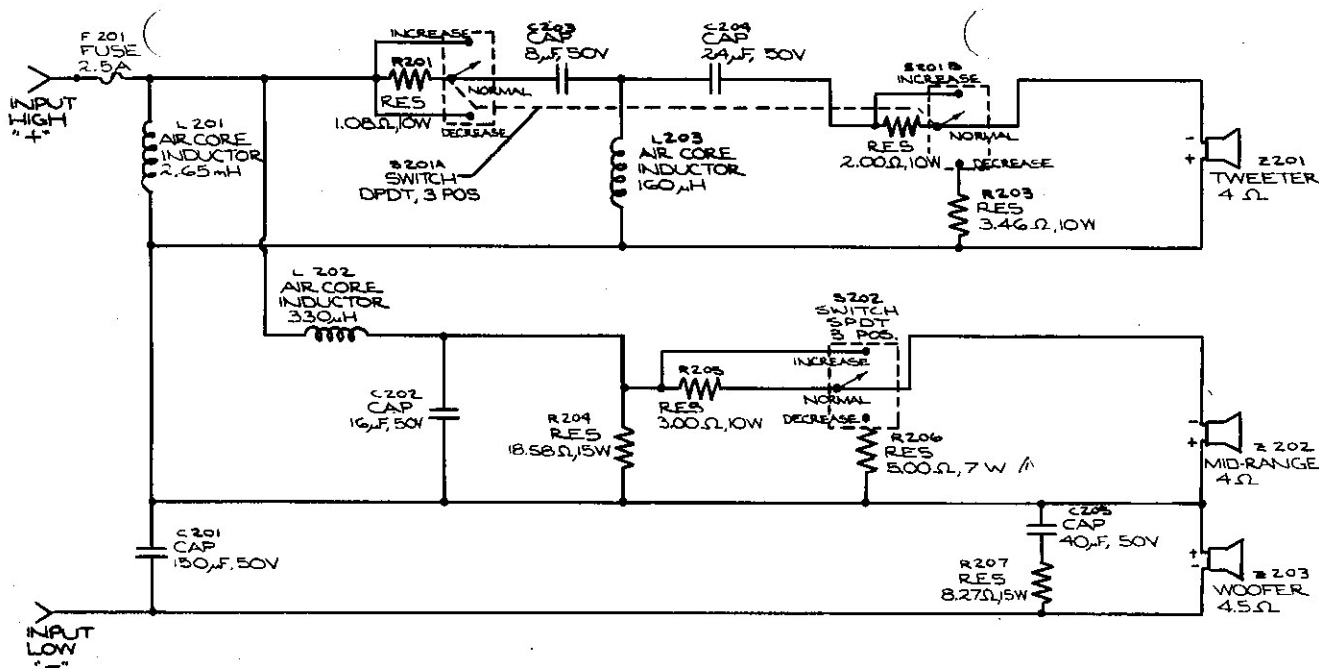 F 201
FUSE
2.5A
INPUT
HIGH
"+"
L 201
AIR CORE
INDUCTOR
2.65mH
INCREASE
R201
RES
1.08Ω,10W
NORMAL
DECREASE
S201A
SWITCH
DPDT, 3 POS
C203
CAP
8µF, 50V
C204
CAP
24µF, 50V
L203
AIR CORE
INDUCTOR
160µH
S201B
INCREASE
NORMAL
RES
2.00Ω,10W
DECREASE
R203
RES
3.46Ω,10W
-
+
Z201
TWEETER
4Ω
L 202
AIR CORE
INDUCTOR
330µH
C202
CAP
16µF, 50V
R204
RES
18.58Ω,15W
R205
RES
3.00Ω,10W
S202
SWITCH
SPDT
3 POS.
INCREASE
NORMAL
DECREASE
R206
RES
5.00Ω, 7W
-
+
Z202
MID-RANGE
4Ω
C201
CAP
150µF, 50V
C205
CAP
40µF, 50V
R207
RES
8.27Ω,15W
+
-
Z203
WOOFER
4.5Ω
INPUT
LOW
"-"